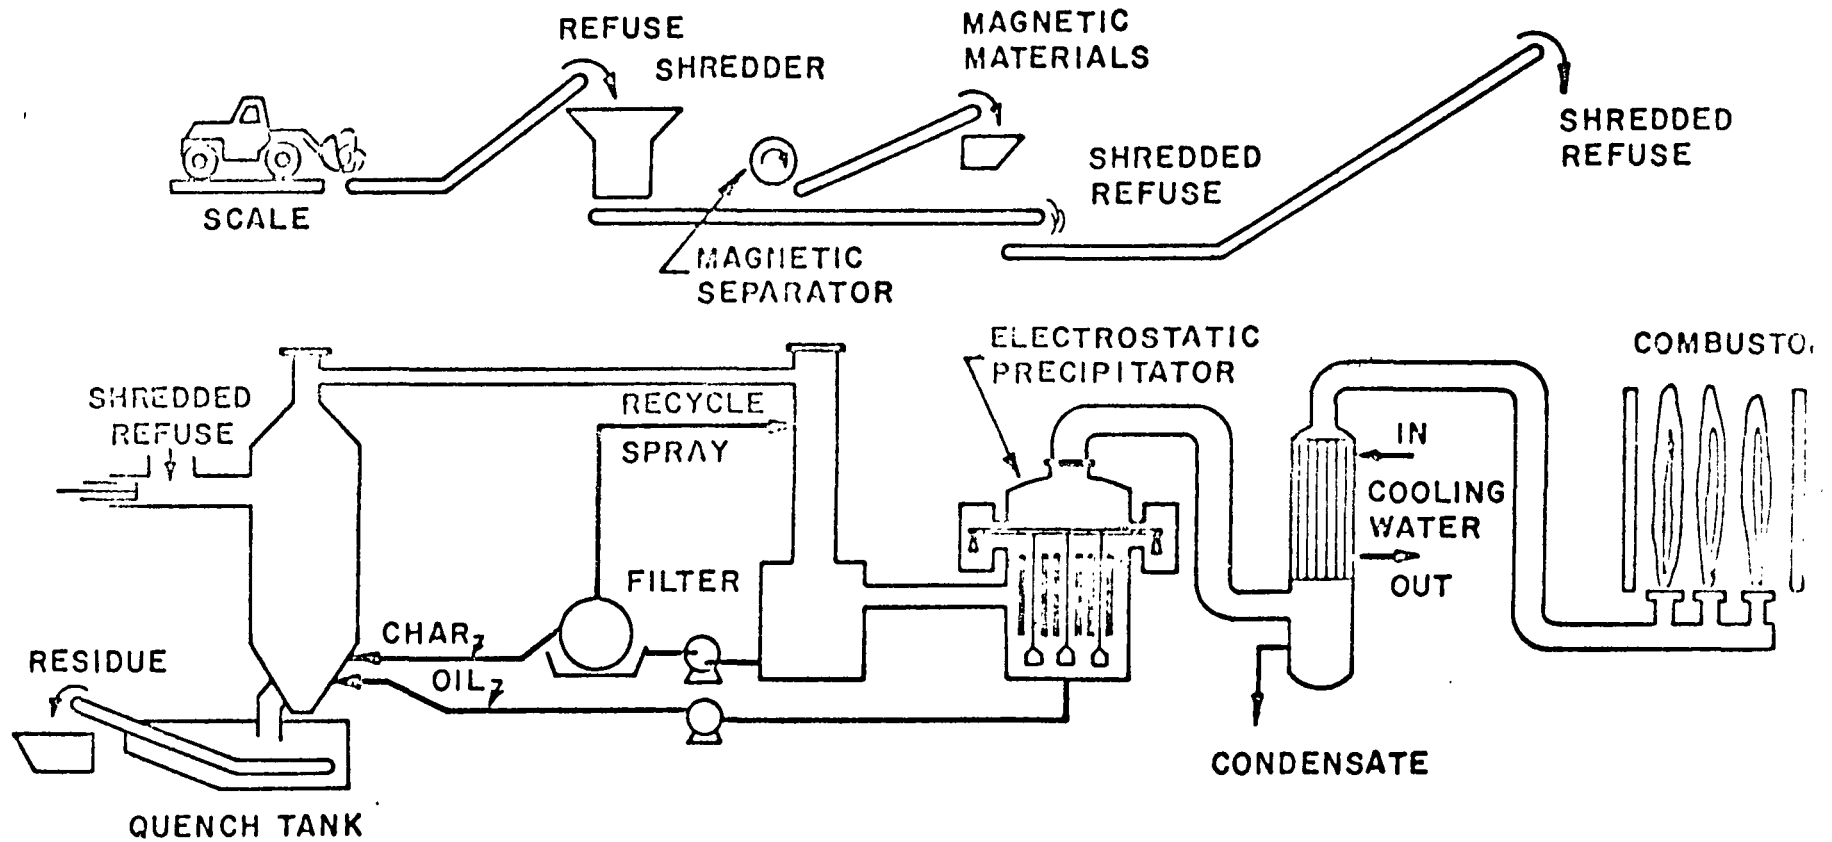 REFUSE
SHREDDER
MAGNETIC
MATERIALS
SCALE
SHREDDED
REFUSE
SHREDDED
REFUSE
MAGNETIC
SEPARATOR
ELECTROSTATIC
PRECIPITATOR
COMBUSTO
SHREDDED
REFUSE
RECYCLE
SPRAY
IN
COOLING
WATER
OUT
FILTER
CHAR
OIL
RESIDUE
CONDENSATE
QUENCH TANK